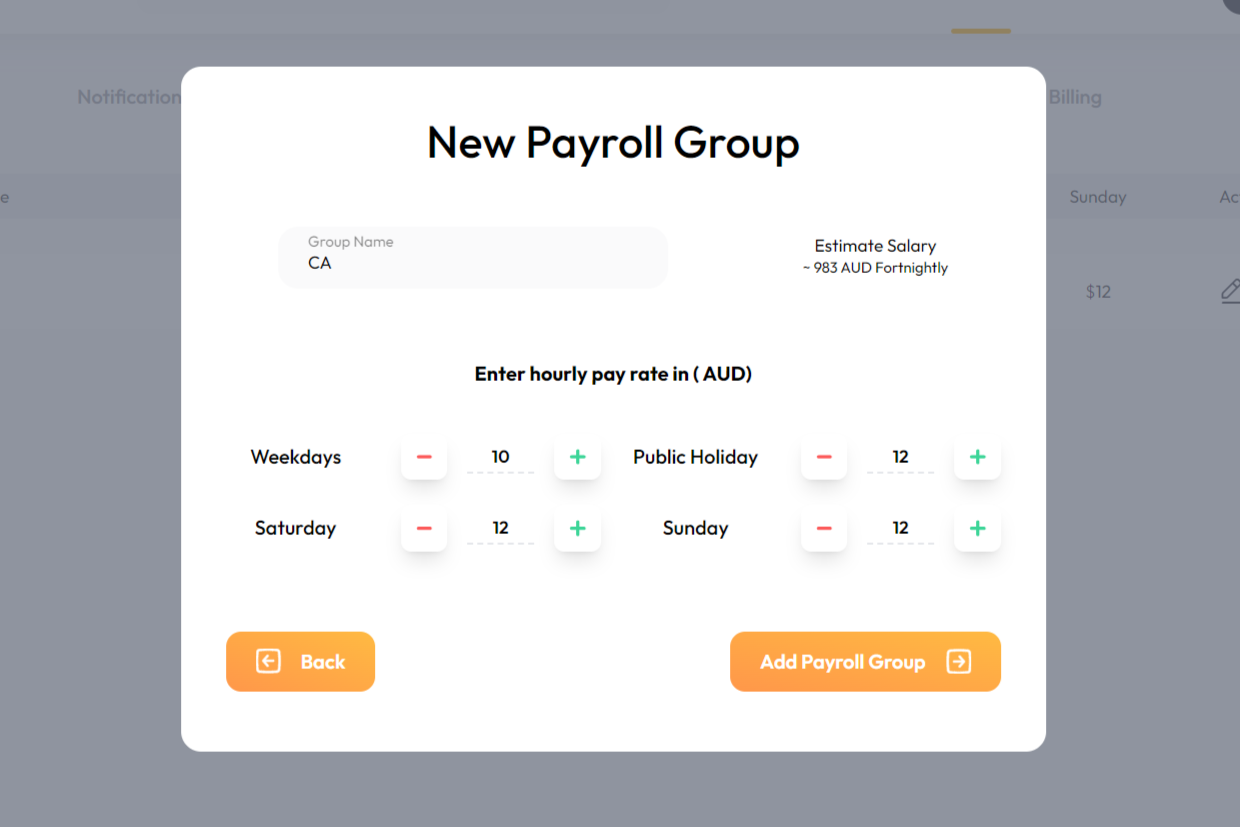 Notification
Billing
New Payroll Group
e
Sunday
Ac
Group Name
CA
Estimate Salary
~ 983 AUD Fortnightly
$12
Enter hourly pay rate in ( AUD)
Weekdays − 10 + Public Holiday − 12 +
Saturday − 12 + Sunday − 12 +
Back
Add Payroll Group